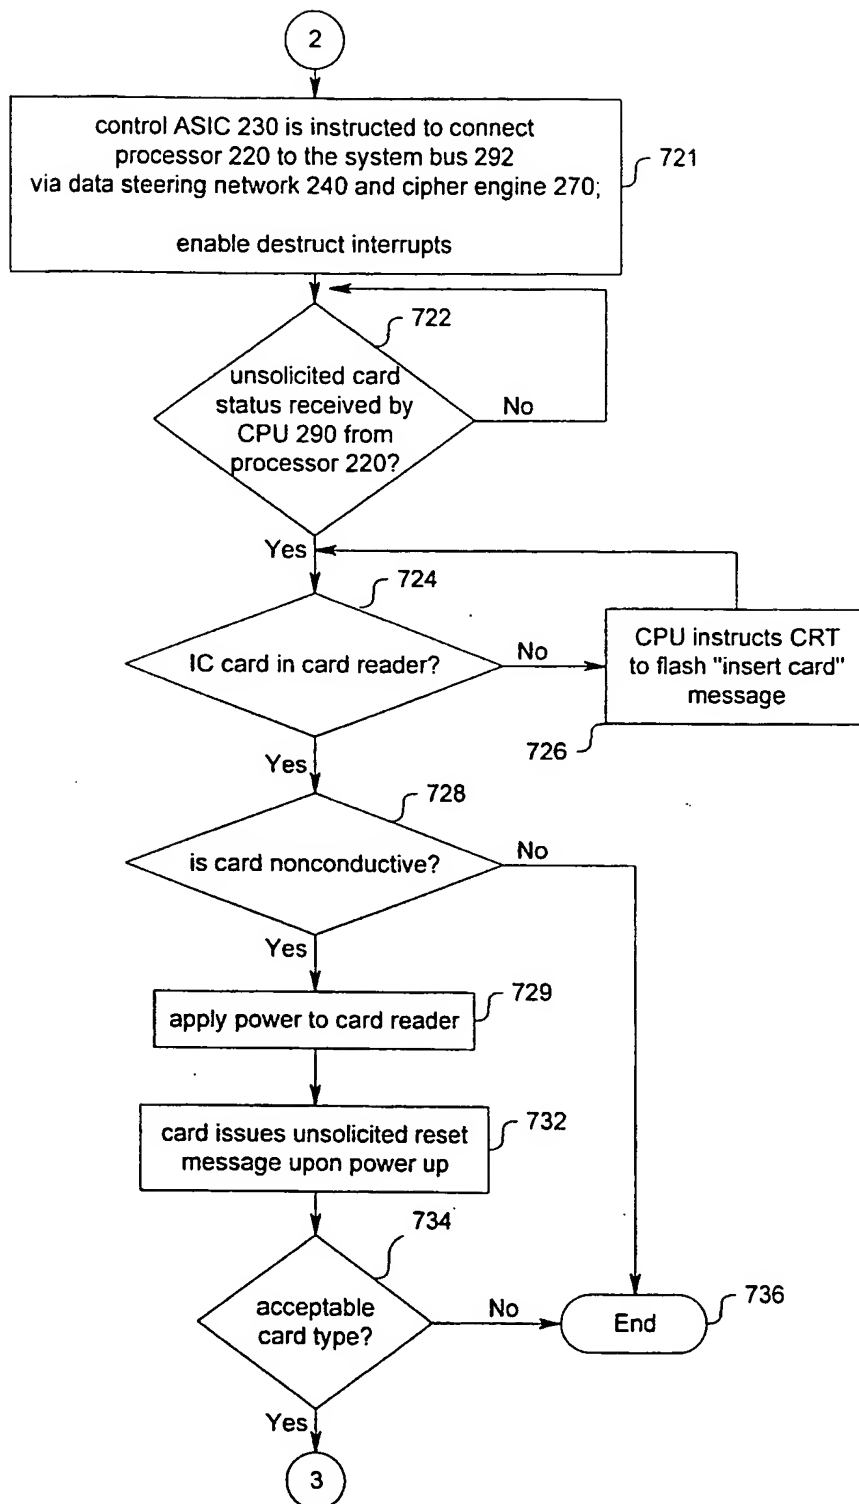 2
control ASIC 230 is instructed to connect
processor 220 to the system bus 292
via data steering network 240 and cipher engine 270;
enable destruct interrupts
721
722
unsolicited card
status received by
CPU 290 from
processor 220?
No
Yes
724
IC card in card reader?
No
CPU instructs CRT
to flash "insert card"
message
726
Yes
728
is card nonconductive?
No
Yes
729
apply power to card reader
732
card issues unsolicited reset
message upon power up
734
acceptable
card type?
No
End
736
Yes
3